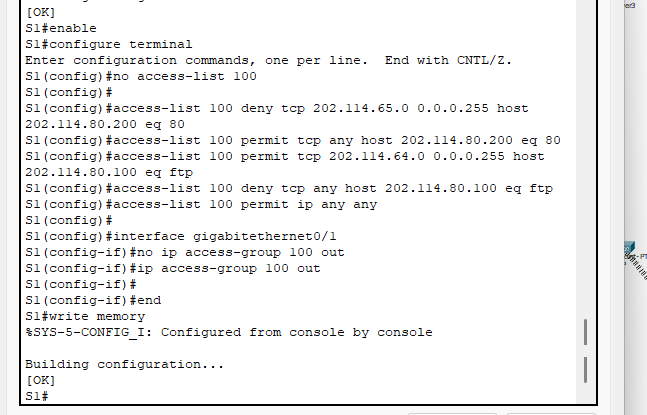 [OK]
S1#enable
S1#configure terminal
Enter configuration commands, one per line.  End with CNTL/Z.
S1(config)#no access-list 100
S1(config)#
S1(config)#access-list 100 deny tcp 202.114.65.0 0.0.0.255 host
202.114.80.200 eq 80
S1(config)#access-list 100 permit tcp any host 202.114.80.200 eq 80
S1(config)#access-list 100 permit tcp 202.114.64.0 0.0.0.255 host
202.114.80.100 eq ftp
S1(config)#access-list 100 deny tcp any host 202.114.80.100 eq ftp
S1(config)#access-list 100 permit ip any any
S1(config)#
S1(config)#interface gigabitethernet0/1
S1(config-if)#no ip access-group 100 out
S1(config-if)#ip access-group 100 out
S1(config-if)#
S1(config-if)#end
S1#write memory
%SYS-5-CONFIG_I: Configured from console by console
Building configuration...
[OK]
S1#